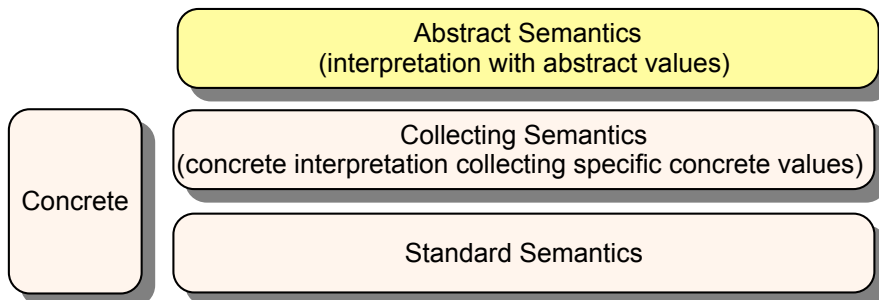 Abstract Semantics
(interpretation with abstract values)
Collecting Semantics
(concrete interpretation collecting specific concrete values)
Concrete
Standard Semantics